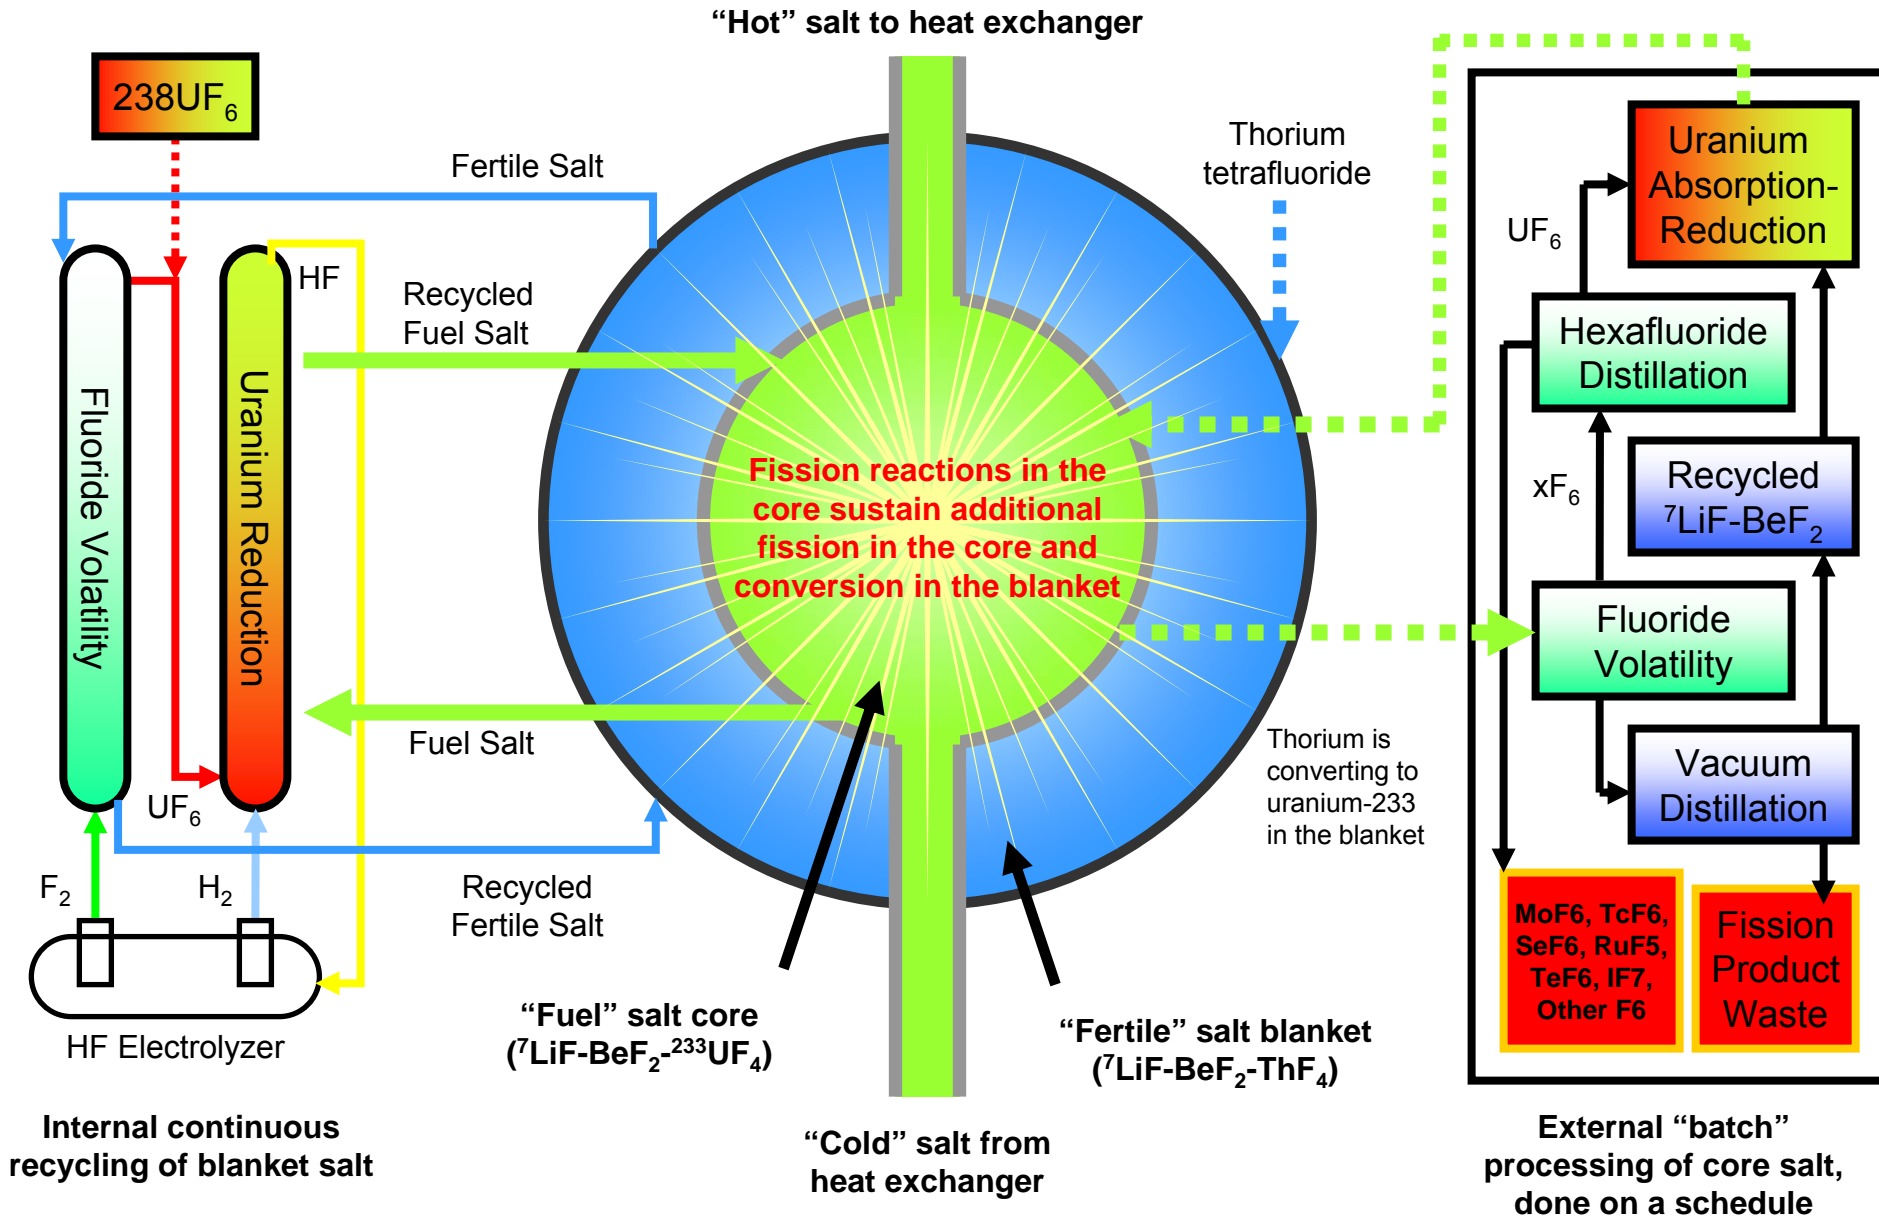 “Hot” salt to heat exchanger
238UF₆
Fertile Salt
HF
Recycled
Fuel Salt
Fluoride Volatility
Uranium Reduction
Fuel Salt
UF₆
F₂
H₂
Recycled
Fertile Salt
HF Electrolyzer
Internal continuous
recycling of blanket salt
Fission reactions in the
core sustain additional
fission in the core and
conversion in the blanket
“Fuel” salt core
(⁷LiF-BeF₂-²³³UF₄)
“Cold” salt from
heat exchanger
Thorium
tetrafluoride
Thorium is
converting to
uranium-233
in the blanket
“Fertile” salt blanket
(⁷LiF-BeF₂-ThF₄)
Uranium
Absorption-
Reduction
UF₆
Hexafluoride
Distillation
xF₆
Recycled
⁷LiF-BeF₂
Fluoride
Volatility
Vacuum
Distillation
MoF6, TcF6,
SeF6, RuF5,
TeF6, IF7,
Other F6
Fission
Product
Waste
External “batch”
processing of core salt,
done on a schedule